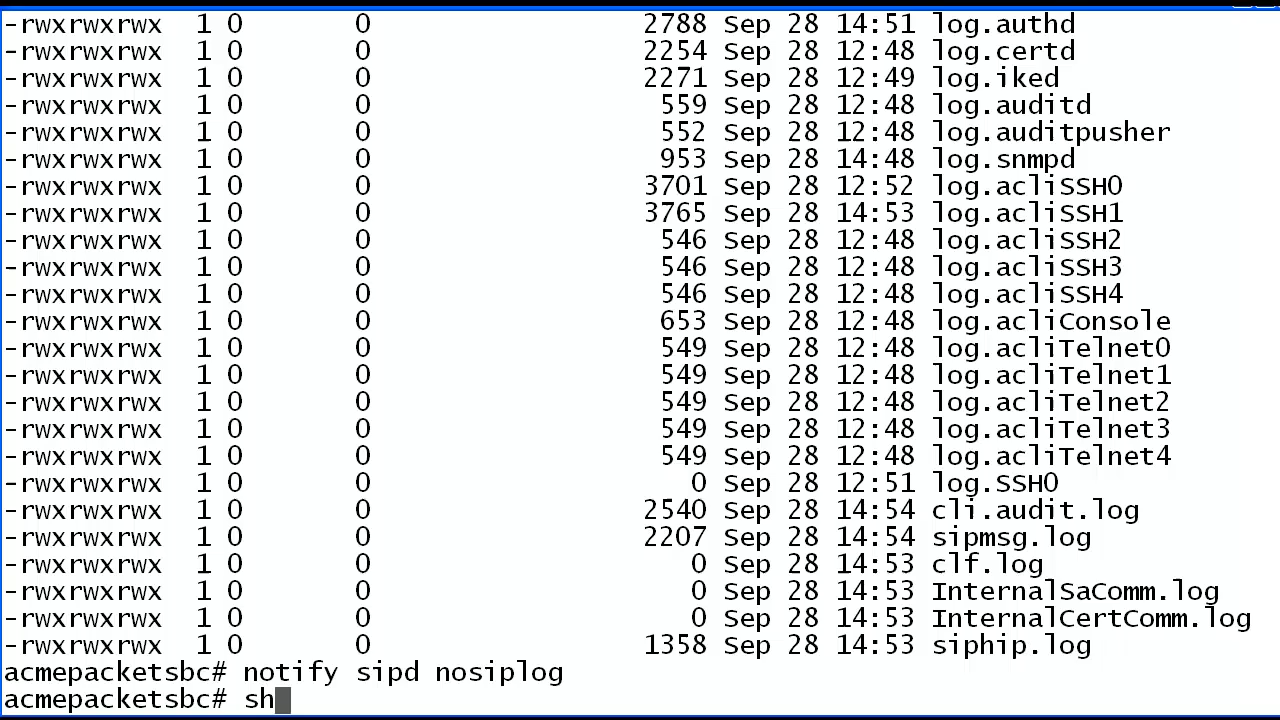 -rwxrwxrwx 1 0 0 2788 Sep 28 14:51 log.authd
-rwxrwxrwx 1 0 0 2254 Sep 28 12:48 log.certd
-rwxrwxrwx 1 0 0 2271 Sep 28 12:49 log.iked
-rwxrwxrwx 1 0 0 559 Sep 28 12:48 log.auditd
-rwxrwxrwx 1 0 0 552 Sep 28 12:48 log.auditpusher
-rwxrwxrwx 1 0 0 953 Sep 28 14:48 log.snmpd
-rwxrwxrwx 1 0 0 3701 Sep 28 12:52 log.acliSSH0
-rwxrwxrwx 1 0 0 3765 Sep 28 14:53 log.acliSSH1
-rwxrwxrwx 1 0 0 546 Sep 28 12:48 log.acliSSH2
-rwxrwxrwx 1 0 0 546 Sep 28 12:48 log.acliSSH3
-rwxrwxrwx 1 0 0 546 Sep 28 12:48 log.acliSSH4
-rwxrwxrwx 1 0 0 653 Sep 28 12:48 log.acliConsole
-rwxrwxrwx 1 0 0 549 Sep 28 12:48 log.acliTelnet0
-rwxrwxrwx 1 0 0 549 Sep 28 12:48 log.acliTelnet1
-rwxrwxrwx 1 0 0 549 Sep 28 12:48 log.acliTelnet2
-rwxrwxrwx 1 0 0 549 Sep 28 12:48 log.acliTelnet3
-rwxrwxrwx 1 0 0 549 Sep 28 12:48 log.acliTelnet4
-rwxrwxrwx 1 0 0 0 Sep 28 12:51 log.SSH0
-rwxrwxrwx 1 0 0 2540 Sep 28 14:54 cli.audit.log
-rwxrwxrwx 1 0 0 2207 Sep 28 14:54 sipmsg.log
-rwxrwxrwx 1 0 0 0 Sep 28 14:53 clf.log
-rwxrwxrwx 1 0 0 0 Sep 28 14:53 InternalSaComm.log
-rwxrwxrwx 1 0 0 0 Sep 28 14:53 InternalCertComm.log
-rwxrwxrwx 1 0 0 1358 Sep 28 14:53 siphip.log
acmepacketsbc# notify sipd nosiplog
acmepacketsbc# sh